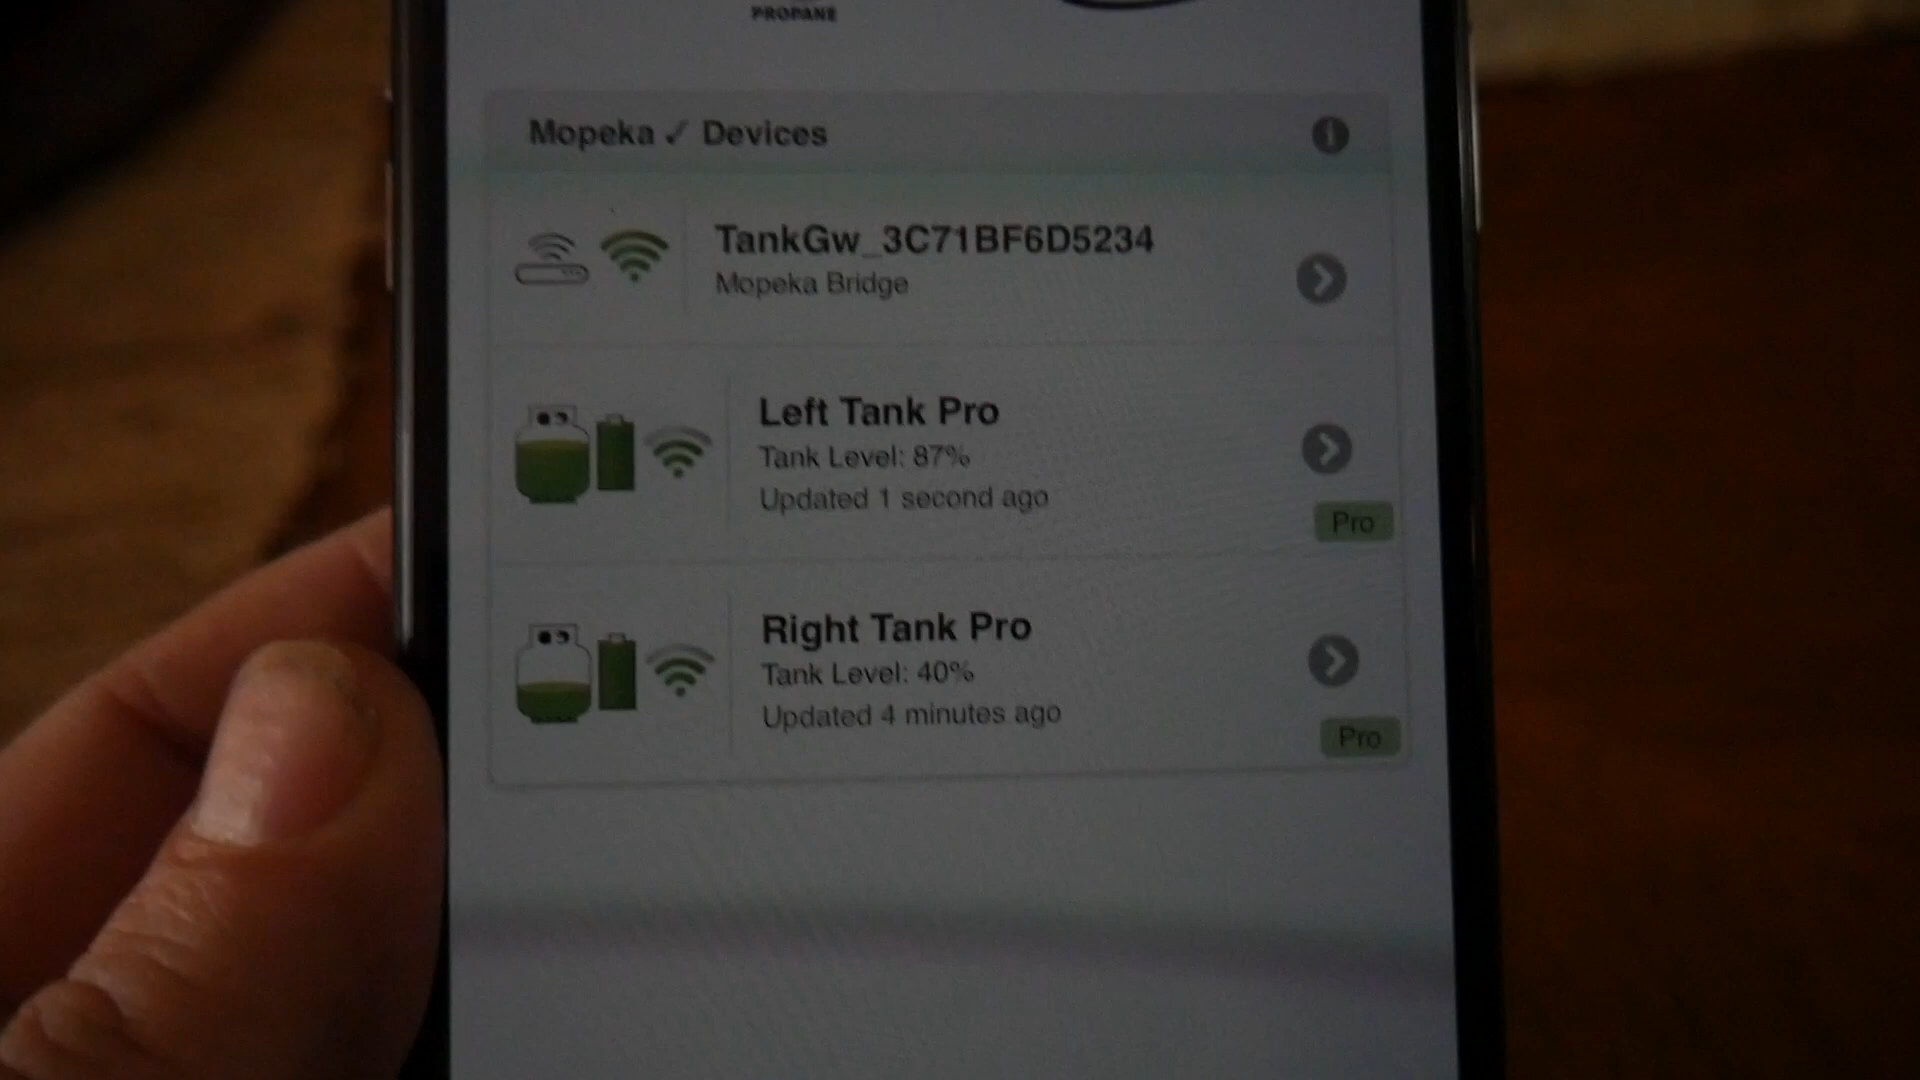 PROPANE
Mopeka ✓ Devices
TankGw_3C71BF6D5234
Mopeka Bridge
Left Tank Pro
Tank Level: 87%
Updated 1 second ago
Pro
Right Tank Pro
Tank Level: 40%
Updated 4 minutes ago
Pro